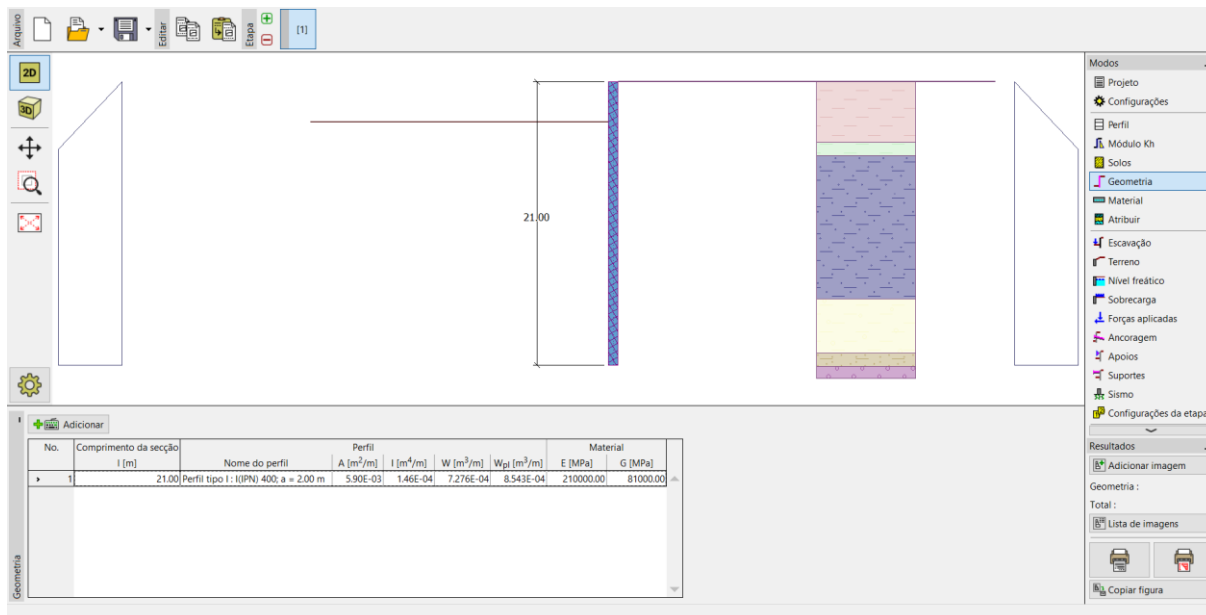 Arquivo
Editar
Etapa
[1]
2D
3D
21.00
Modos
Projeto
Configurações
Perfil
Módulo Kh
Solos
Geometria
Material
Atribuir
Escavação
Terreno
Nível freático
Sobrecarga
Forças aplicadas
Ancoragem
Apoios
Suportes
Sismo
Configurações da etapa
Resultados
Adicionar imagem
Geometria :
Total :
Lista de imagens
Copiar figura
Geometria
Adicionar
No. Comprimento da secção Perfil Material
l [m] Nome do perfil A [m²/m] I [m⁴/m] W [m³/m] Wpl [m³/m] E [MPa] G [MPa]
1 21.00 Perfil tipo I : I(IPN) 400; a = 2.00 m 5.90E-03 1.46E-04 7.276E-04 8.543E-04 210000.00 81000.00